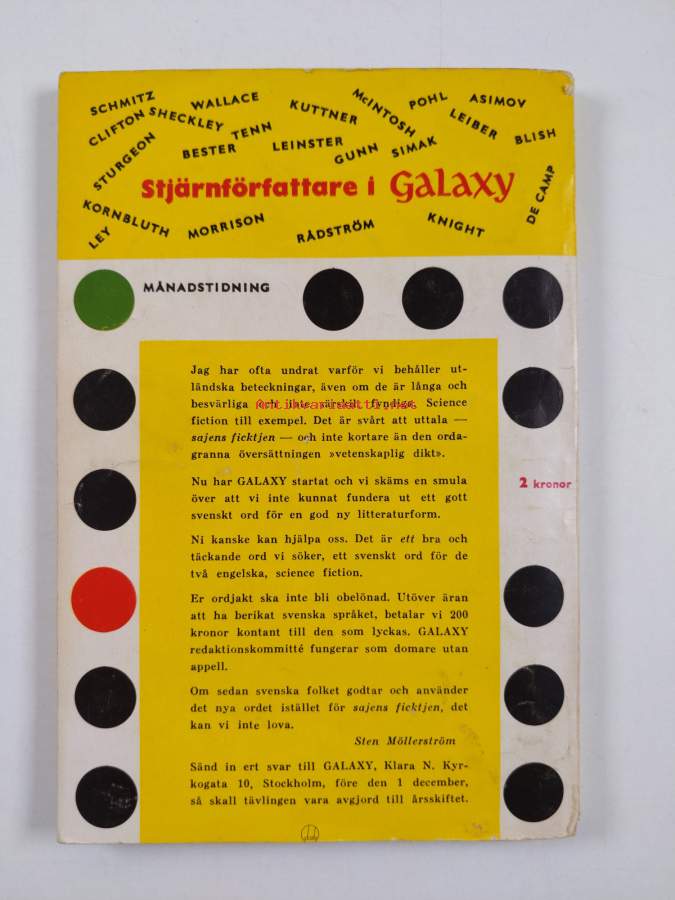 SCHMITZ
WALLACE
KUTTNER
McINTOSH
POHL
ASIMOV
CLIFTON
SHECKLEY
TENN
LEIBER
BLISH
STURGEON
BESTER
LEINSTER
GUNN
SIMAK
Stjärnförfattare i GALAXY
KORNBLUTH
LEY
MORRISON
RÅDSTRÖM
KNIGHT
DE CAMP
MÅNADSTIDNING
Jag har ofta undrat varför vi behåller ut-
ländska beteckningar, även om de är långa och
besvärliga och inte särskilt fyndiga. Science
Antikvariaatti.net
fiction till exempel. Det är svårt att uttala —
sajens ficktjen — och inte kortare än den orda-
granna översättningen »vetenskaplig dikt».
Nu har GALAXY startat och vi skäms en smula
över att vi inte kunnat fundera ut ett gott
svenskt ord för en god ny litteraturform.
2 kronor
Ni kanske kan hjälpa oss. Det är ett bra och
täckande ord vi söker, ett svenskt ord för de
två engelska, science fiction.
Er ordjakt ska inte bli obelönad. Utöver äran
att ha berikat svenska språket, betalar vi 200
kronor kontant till den som lyckas. GALAXY
redaktionskommitté fungerar som domare utan
appell.
Om sedan svenska folket godtar och använder
det nya ordet istället för sajens ficktjen, det
kan vi inte lova.
Sten Möllerström
Sänd in ert svar till GALAXY, Klara N. Kyr-
kogata 10, Stockholm, före den 1 december,
så skall tävlingen vara avgjord till årsskiftet.